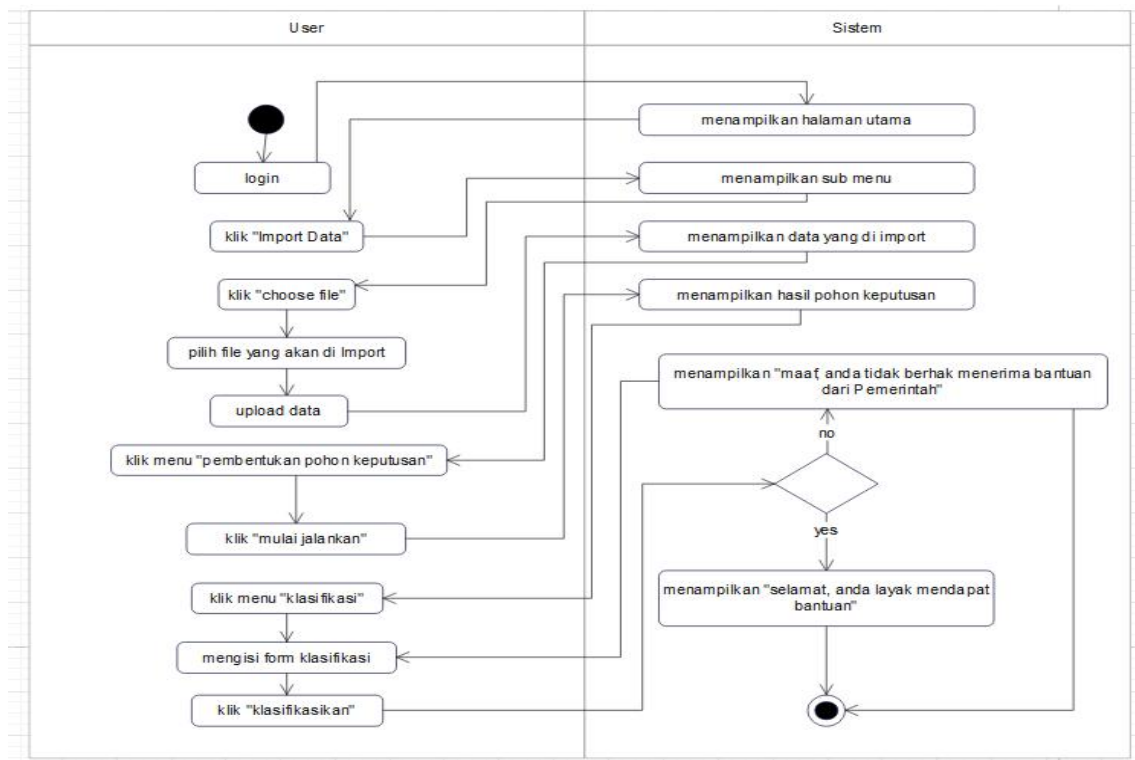 User
Sistem
menampilkan halaman utama
login
menampilkan sub menu
klik "Import Data"
menampilkan data yang di import
klik "choose file"
menampilkan hasil pohon keputusan
pilih file yang akan di Import
menampilkan "maaf, anda tidak berhak menerima bantuan
dari Pemerintah"
upload data
no
klik menu "pembentukan pohon keputusan"
yes
klik "mulai jalankan"
menampilkan "selamat, anda layak mendapat
bantuan"
klik menu "klasifikasi"
mengisi form klasifikasi
klik "klasifikasikan"